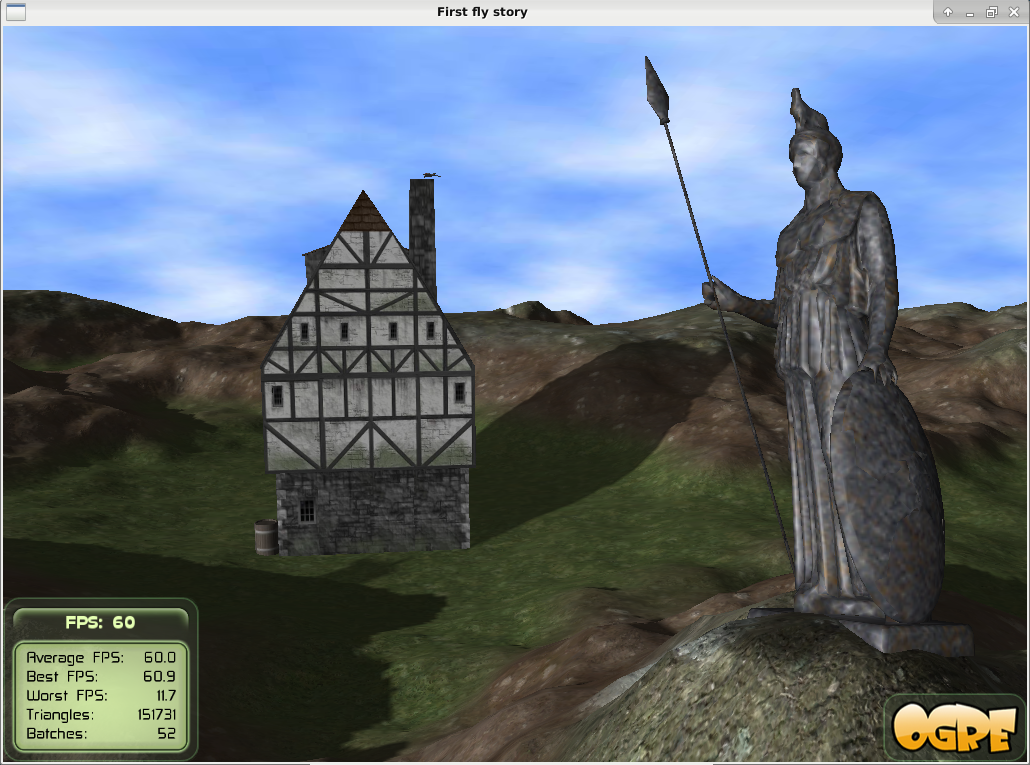 First fly story
FPS: 60
Average FPS: 60.0
Best FPS: 60.9
Worst FPS: 11.7
Triangles: 151731
Batches: 52
OGRE